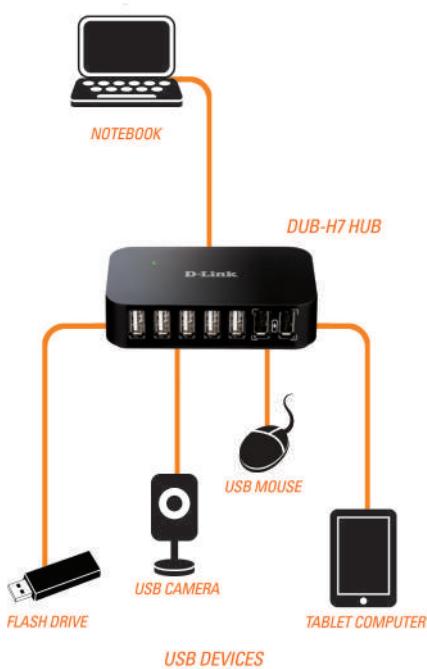 NOTEBOOK
DUB-H7 HUB
D-Link
USB MOUSE
USB CAMERA
FLASH DRIVE
TABLET COMPUTER
USB DEVICES